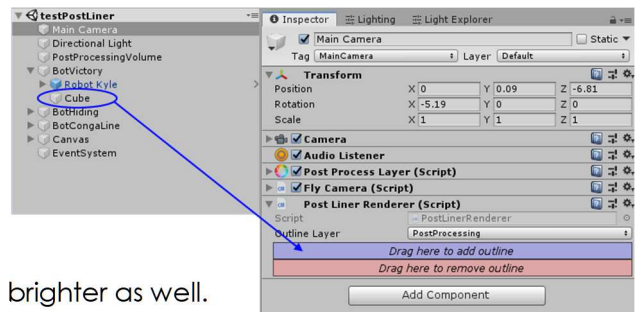 testPostLiner
Main Camera
Directional Light
PostProcessingVolume
BotVictory
Robot Kyle
Cube
BotHiding
BotCongaLine
Canvas
EventSystem
brighter as well.
Inspector Lighting Light Explorer
Main Camera Static
Tag MainCamera Layer Default
Transform
Position X 0 Y 0.09 Z -6.81
Rotation X -5.19 Y 0 Z 0
Scale X 1 Y 1 Z 1
Camera
Audio Listener
Post Process Layer (Script)
Fly Camera (Script)
Post Liner Renderer (Script)
Script PostLinerRenderer
Outline Layer PostProcessing
Drag here to add outline
Drag here to remove outline
Add Component